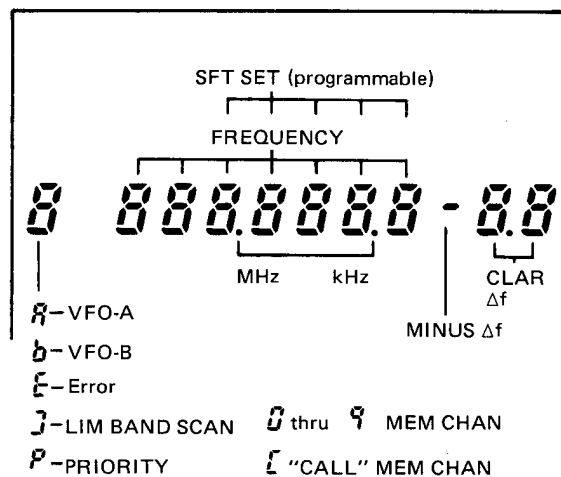 SFT SET (programmable)
FREQUENCY
8 888.888.8 - 8.8
MHz kHz CLAR
Δf
MINUS Δf
A-VFO-A
b-VFO-B
E-Error
J-LIM BAND SCAN 0 thru 9 MEM CHAN
P-PRIORITY C "CALL" MEM CHAN